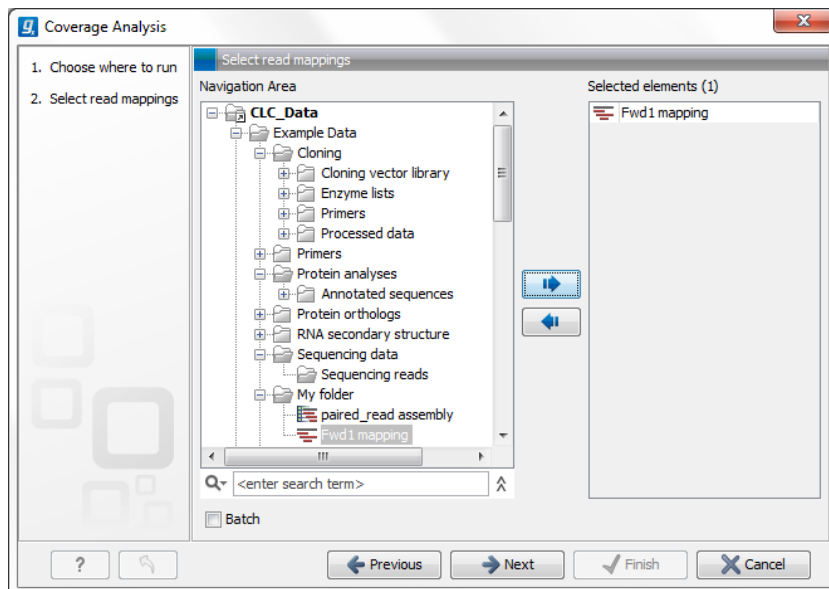 Coverage Analysis
1. Choose where to run
2. Select read mappings
Select read mappings
Navigation Area
CLC_Data
Example Data
Cloning
Cloning vector library
Enzyme lists
Primers
Processed data
Primers
Protein analyses
Annotated sequences
Protein orthologs
RNA secondary structure
Sequencing data
Sequencing reads
My folder
paired_read assembly
Fwd1 mapping
<enter search term>
Batch
Selected elements (1)
Fwd1 mapping
?
Previous
Next
Finish
Cancel